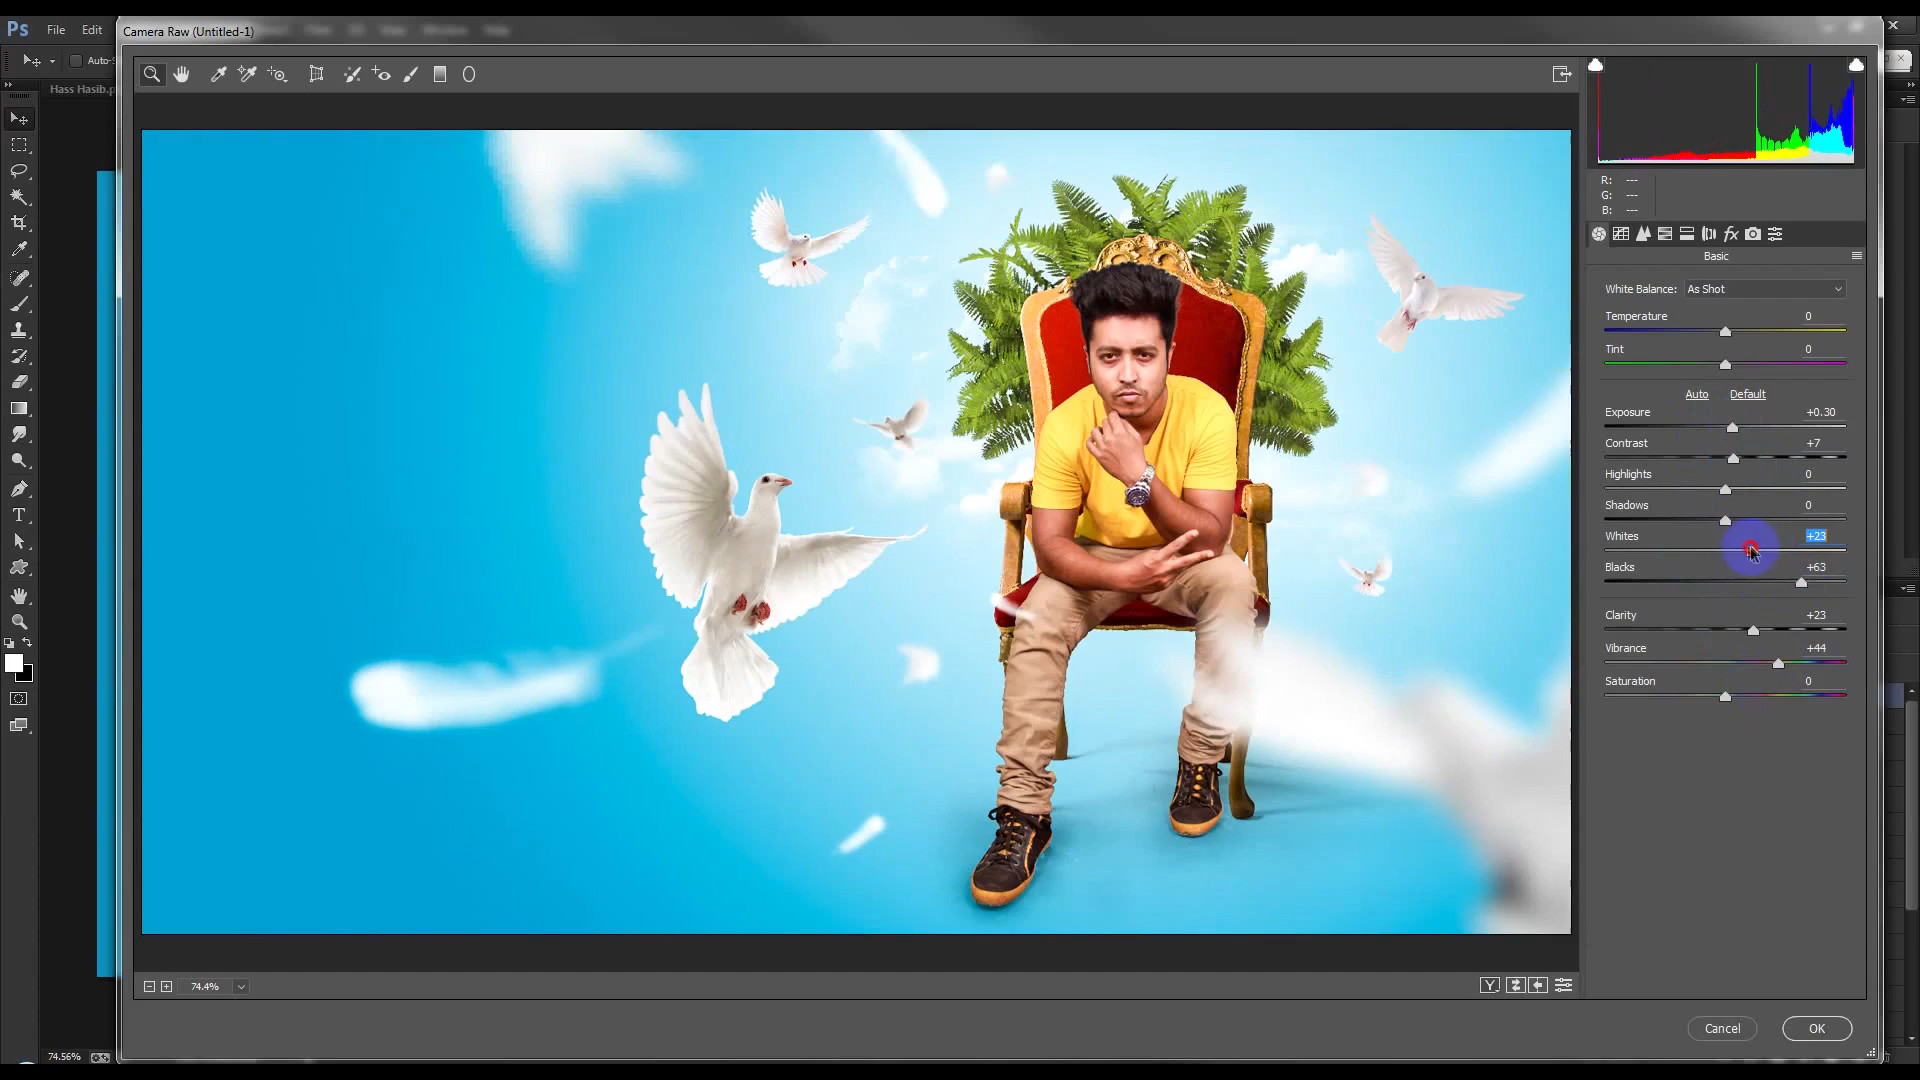 Ps File Edit
Camera Raw (Untitled-1)
Auto-S
Hass Hasib.p
R: ---
G: ---
B: ---
fx
Basic
White Balance: As Shot
Temperature 0
Tint 0
Auto Default
Exposure +0.30
Contrast +7
Highlights 0
Shadows 0
Whites +23
Blacks +63
Clarity +23
Vibrance +44
Saturation 0
T
74.4%
Y
Cancel OK
74.56%